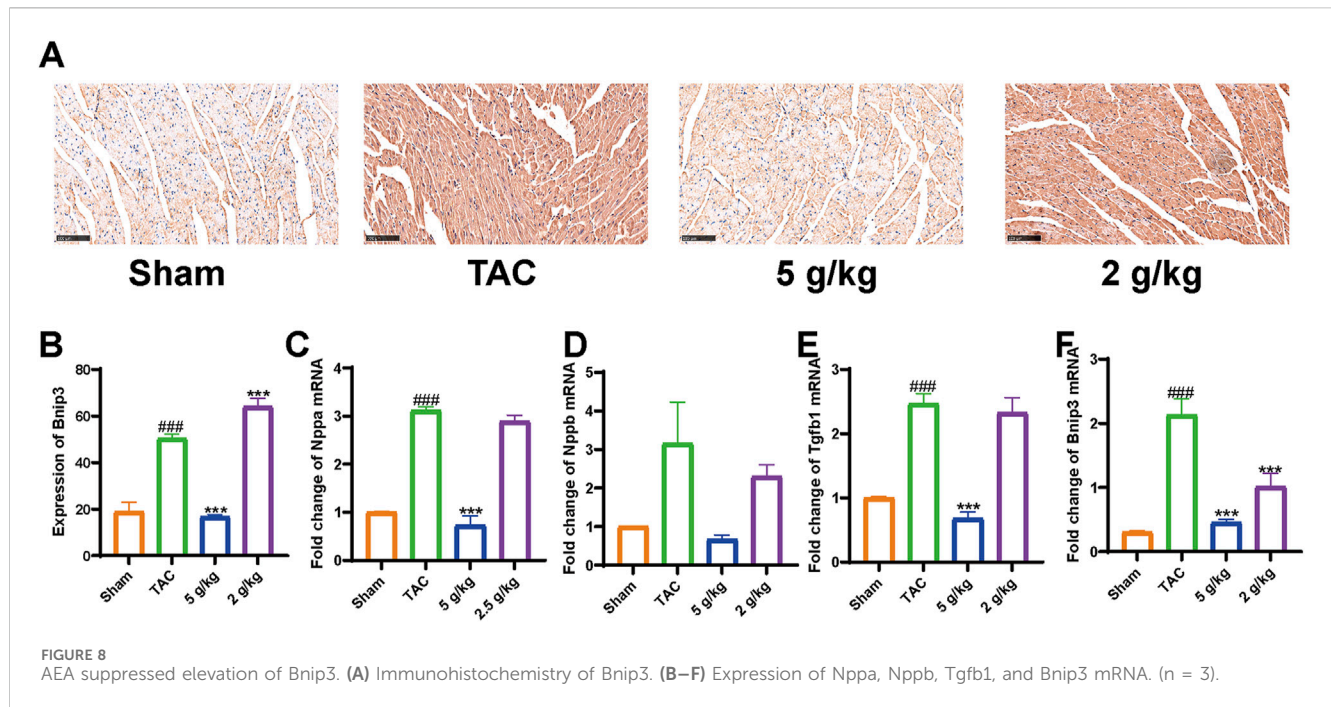 A
Sham
TAC
5 g/kg
2 g/kg
B
Expression of Bnip3
80
60
40
20
0
###
***
***
Sham
TAC
5 g/kg
2 g/kg
C
Fold change of Nppa mRNA
4
3
2
1
0
###
***
Sham
TAC
5 g/kg
2.5 g/kg
D
Fold change of Nppb mRNA
5
4
3
2
1
0
Sham
TAC
5 g/kg
2 g/kg
E
Fold change of Tgfb1 mRNA
3
2
1
0
###
***
Sham
TAC
5 g/kg
2 g/kg
F
Fold change of Bnip3 mRNA
3
2
1
0
###
***
***
Sham
TAC
5 g/kg
2 g/kg
FIGURE 8
AEA suppressed elevation of Bnip3. (A) Immunohistochemistry of Bnip3. (B–F) Expression of Nppa, Nppb, Tgfb1, and Bnip3 mRNA. (n = 3).